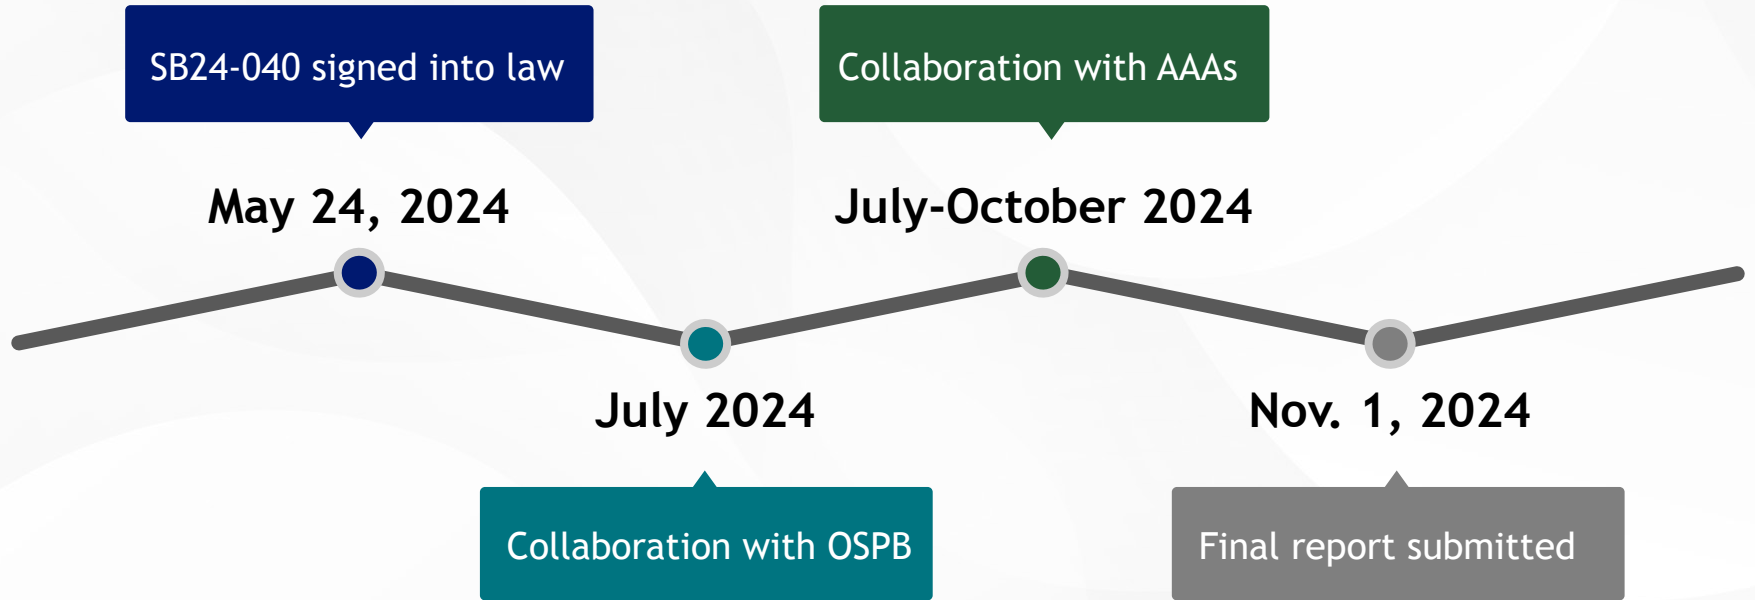 SB24-040 signed into law
Collaboration with AAAs
May 24, 2024
July-October 2024
July 2024
Nov. 1, 2024
Collaboration with OSPB
Final report submitted